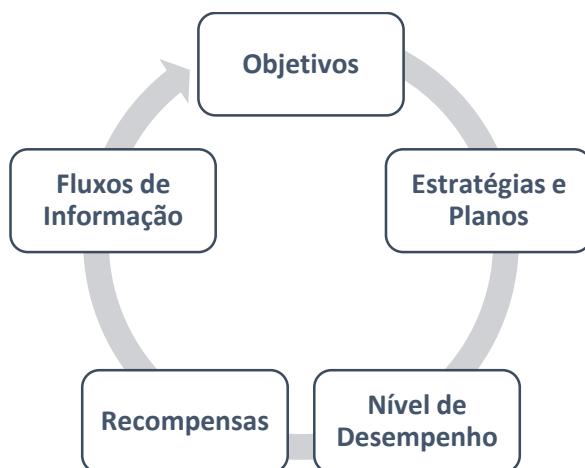 Objetivos
Estratégias e
Planos
Nível de
Desempenho
Recompensas
Fluxos de
Informação